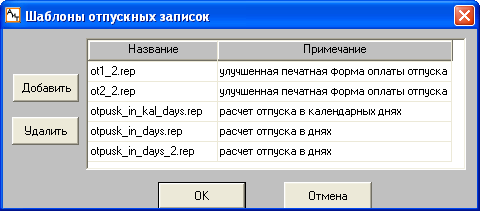 Шаблоны отпускных записок
Название Примечание
ot1_2.rep улучшенная печатная форма оплаты отпуска
ot2_2.rep улучшенная печатная форма оплаты отпуска
otpusk_in_kal_days.rep расчет отпуска в календарных днях
otpusk_in_days.rep расчет отпуска в днях
otpusk_in_days_2.rep расчет отпуска в днях
Добавить
Удалить
OK Отмена